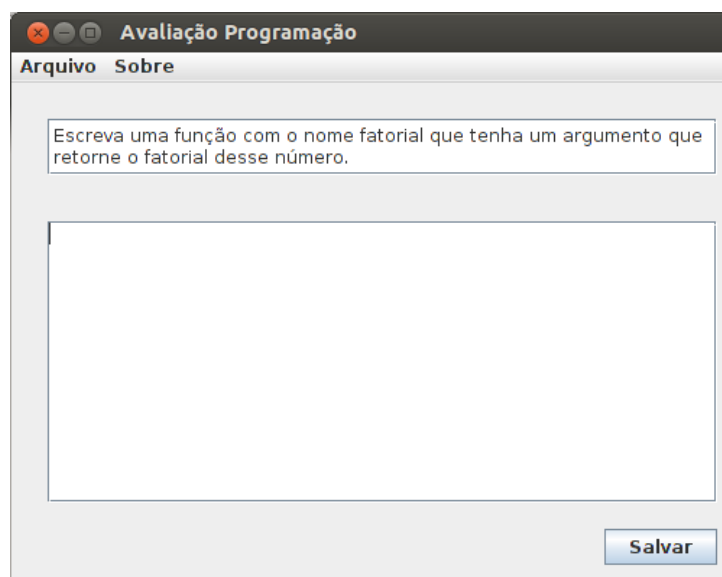 Avaliação Programação
Arquivo Sobre
Escreva uma função com o nome fatorial que tenha um argumento que
retorne o fatorial desse número.
Salvar